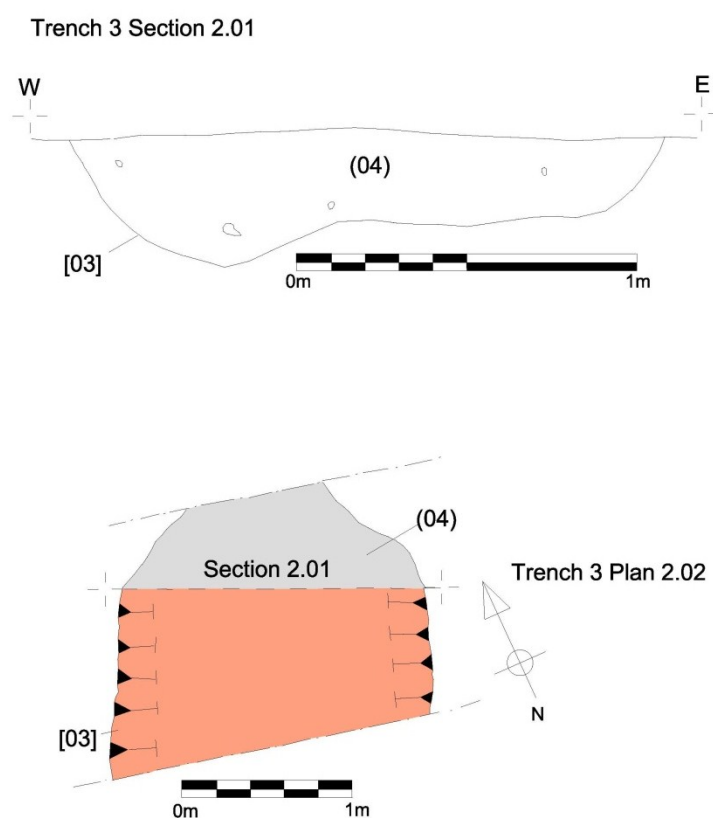 Trench 3 Section 2.01
W E
(04)
[03]
0m 1m
(04)
Section 2.01
Trench 3 Plan 2.02
N
[03]
0m 1m